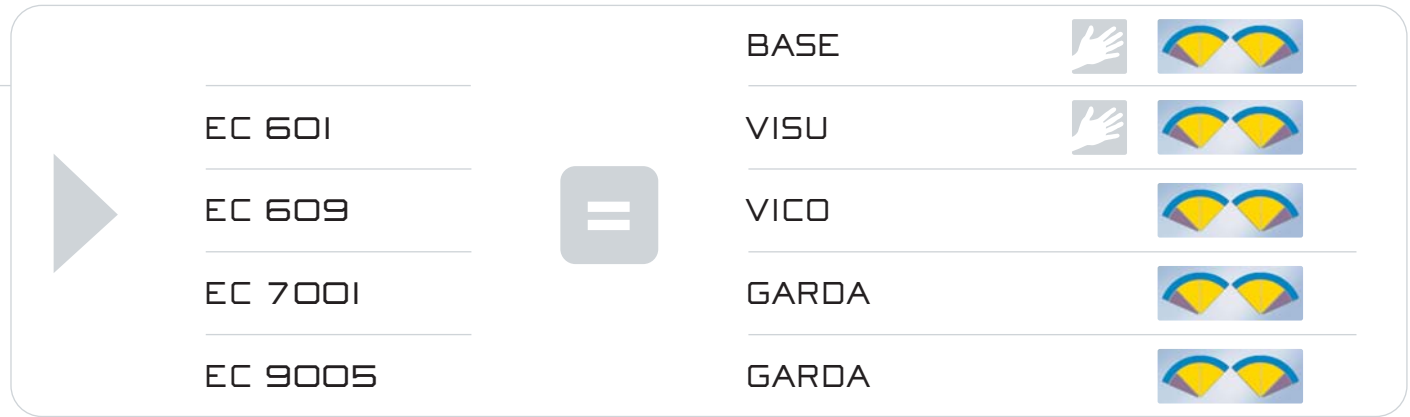 BASE
EC 601 VISU
EC 609 = VICO
EC 7001 GARDA
EC 9005 GARDA